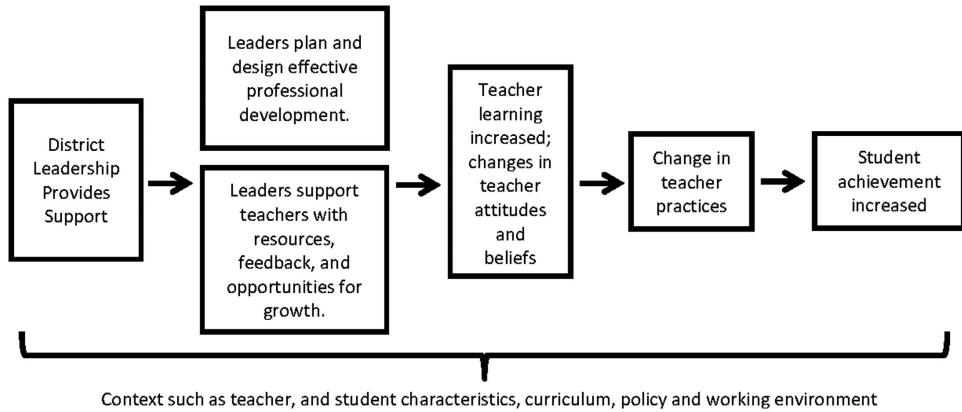 District
Leadership
Provides
Support
Leaders plan and
design effective
professional
development.
Leaders support
teachers with
resources,
feedback, and
opportunities for
growth.
Teacher
learning
increased;
changes in
teacher
attitudes
and
beliefs
Change in
teacher
practices
Student
achievement
increased
Context such as teacher, and student characteristics, curriculum, policy and working environment